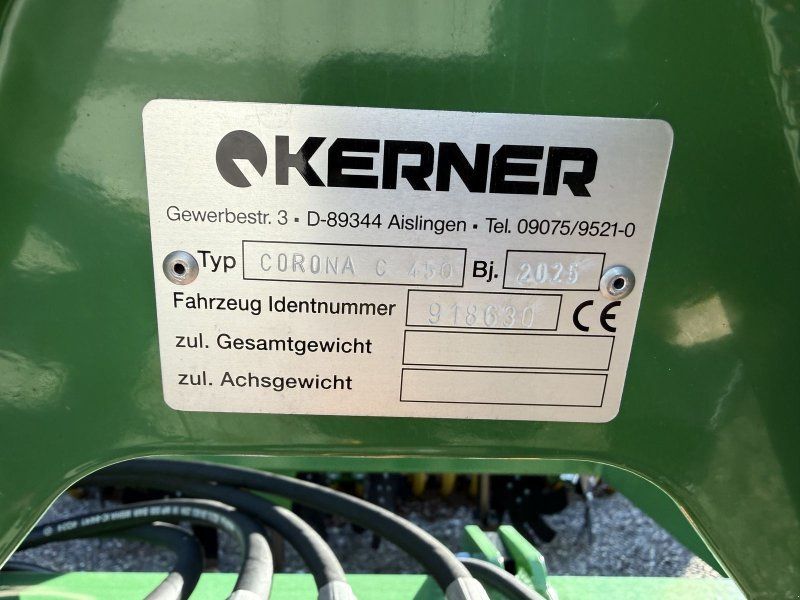 KERNER
Gewerbestr. 3 ▪ D-89344 Aislingen ▪ Tel. 09075/9521-0
Typ CORONA C 450 Bj. 2025
Fahrzeug Identnummer 918630 CE
zul. Gesamtgewicht
zul. Achsgewicht